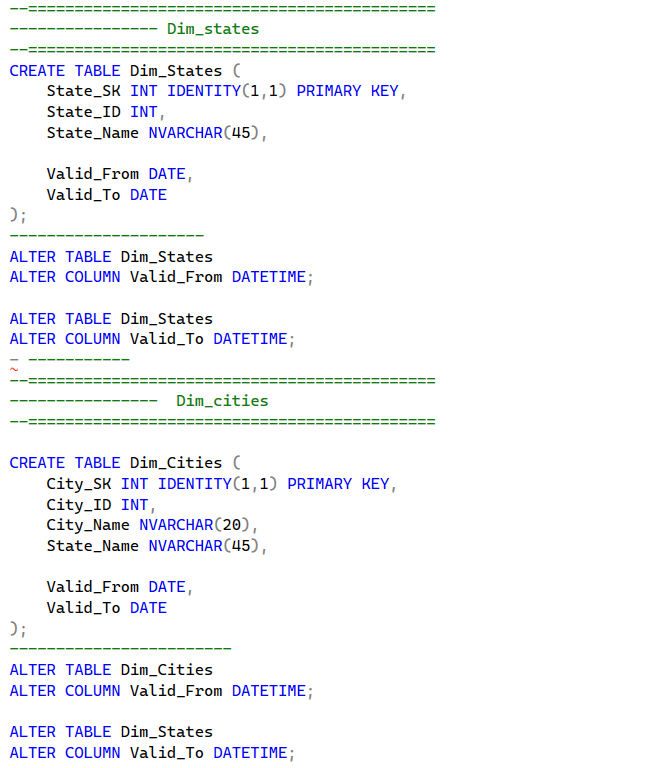 --============================================
---------------- Dim_states
--============================================
CREATE TABLE Dim_States (
    State_SK INT IDENTITY(1,1) PRIMARY KEY,
    State_ID INT,
    State_Name NVARCHAR(45),

    Valid_From DATE,
    Valid_To DATE
);
---------------------
ALTER TABLE Dim_States
ALTER COLUMN Valid_From DATETIME;

ALTER TABLE Dim_States
ALTER COLUMN Valid_To DATETIME;
- -----------
--============================================
----------------  Dim_cities
--============================================

CREATE TABLE Dim_Cities (
    City_SK INT IDENTITY(1,1) PRIMARY KEY,
    City_ID INT,
    City_Name NVARCHAR(20),
    State_Name NVARCHAR(45),

    Valid_From DATE,
    Valid_To DATE
);
------------------------
ALTER TABLE Dim_Cities
ALTER COLUMN Valid_From DATETIME;

ALTER TABLE Dim_States
ALTER COLUMN Valid_To DATETIME;